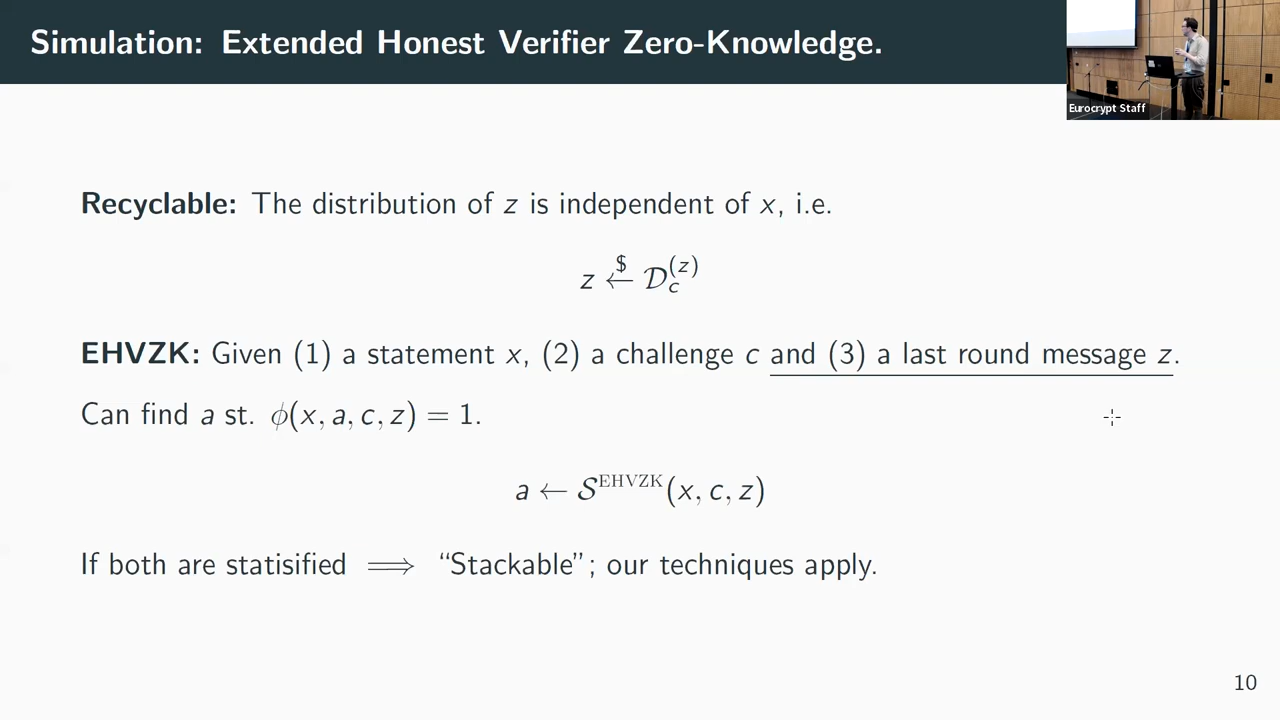 Simulation: Extended Honest Verifier Zero-Knowledge.
Eurocrypt Staff
Recyclable: The distribution of z is independent of x, i.e.
z ←$ D_c^(z)
EHVZK: Given (1) a statement x, (2) a challenge c and (3) a last round message z.
Can find a st. ϕ(x, a, c, z) = 1.
a ← S^EHVZK(x, c, z)
If both are statisified ⟹ “Stackable”; our techniques apply.
10